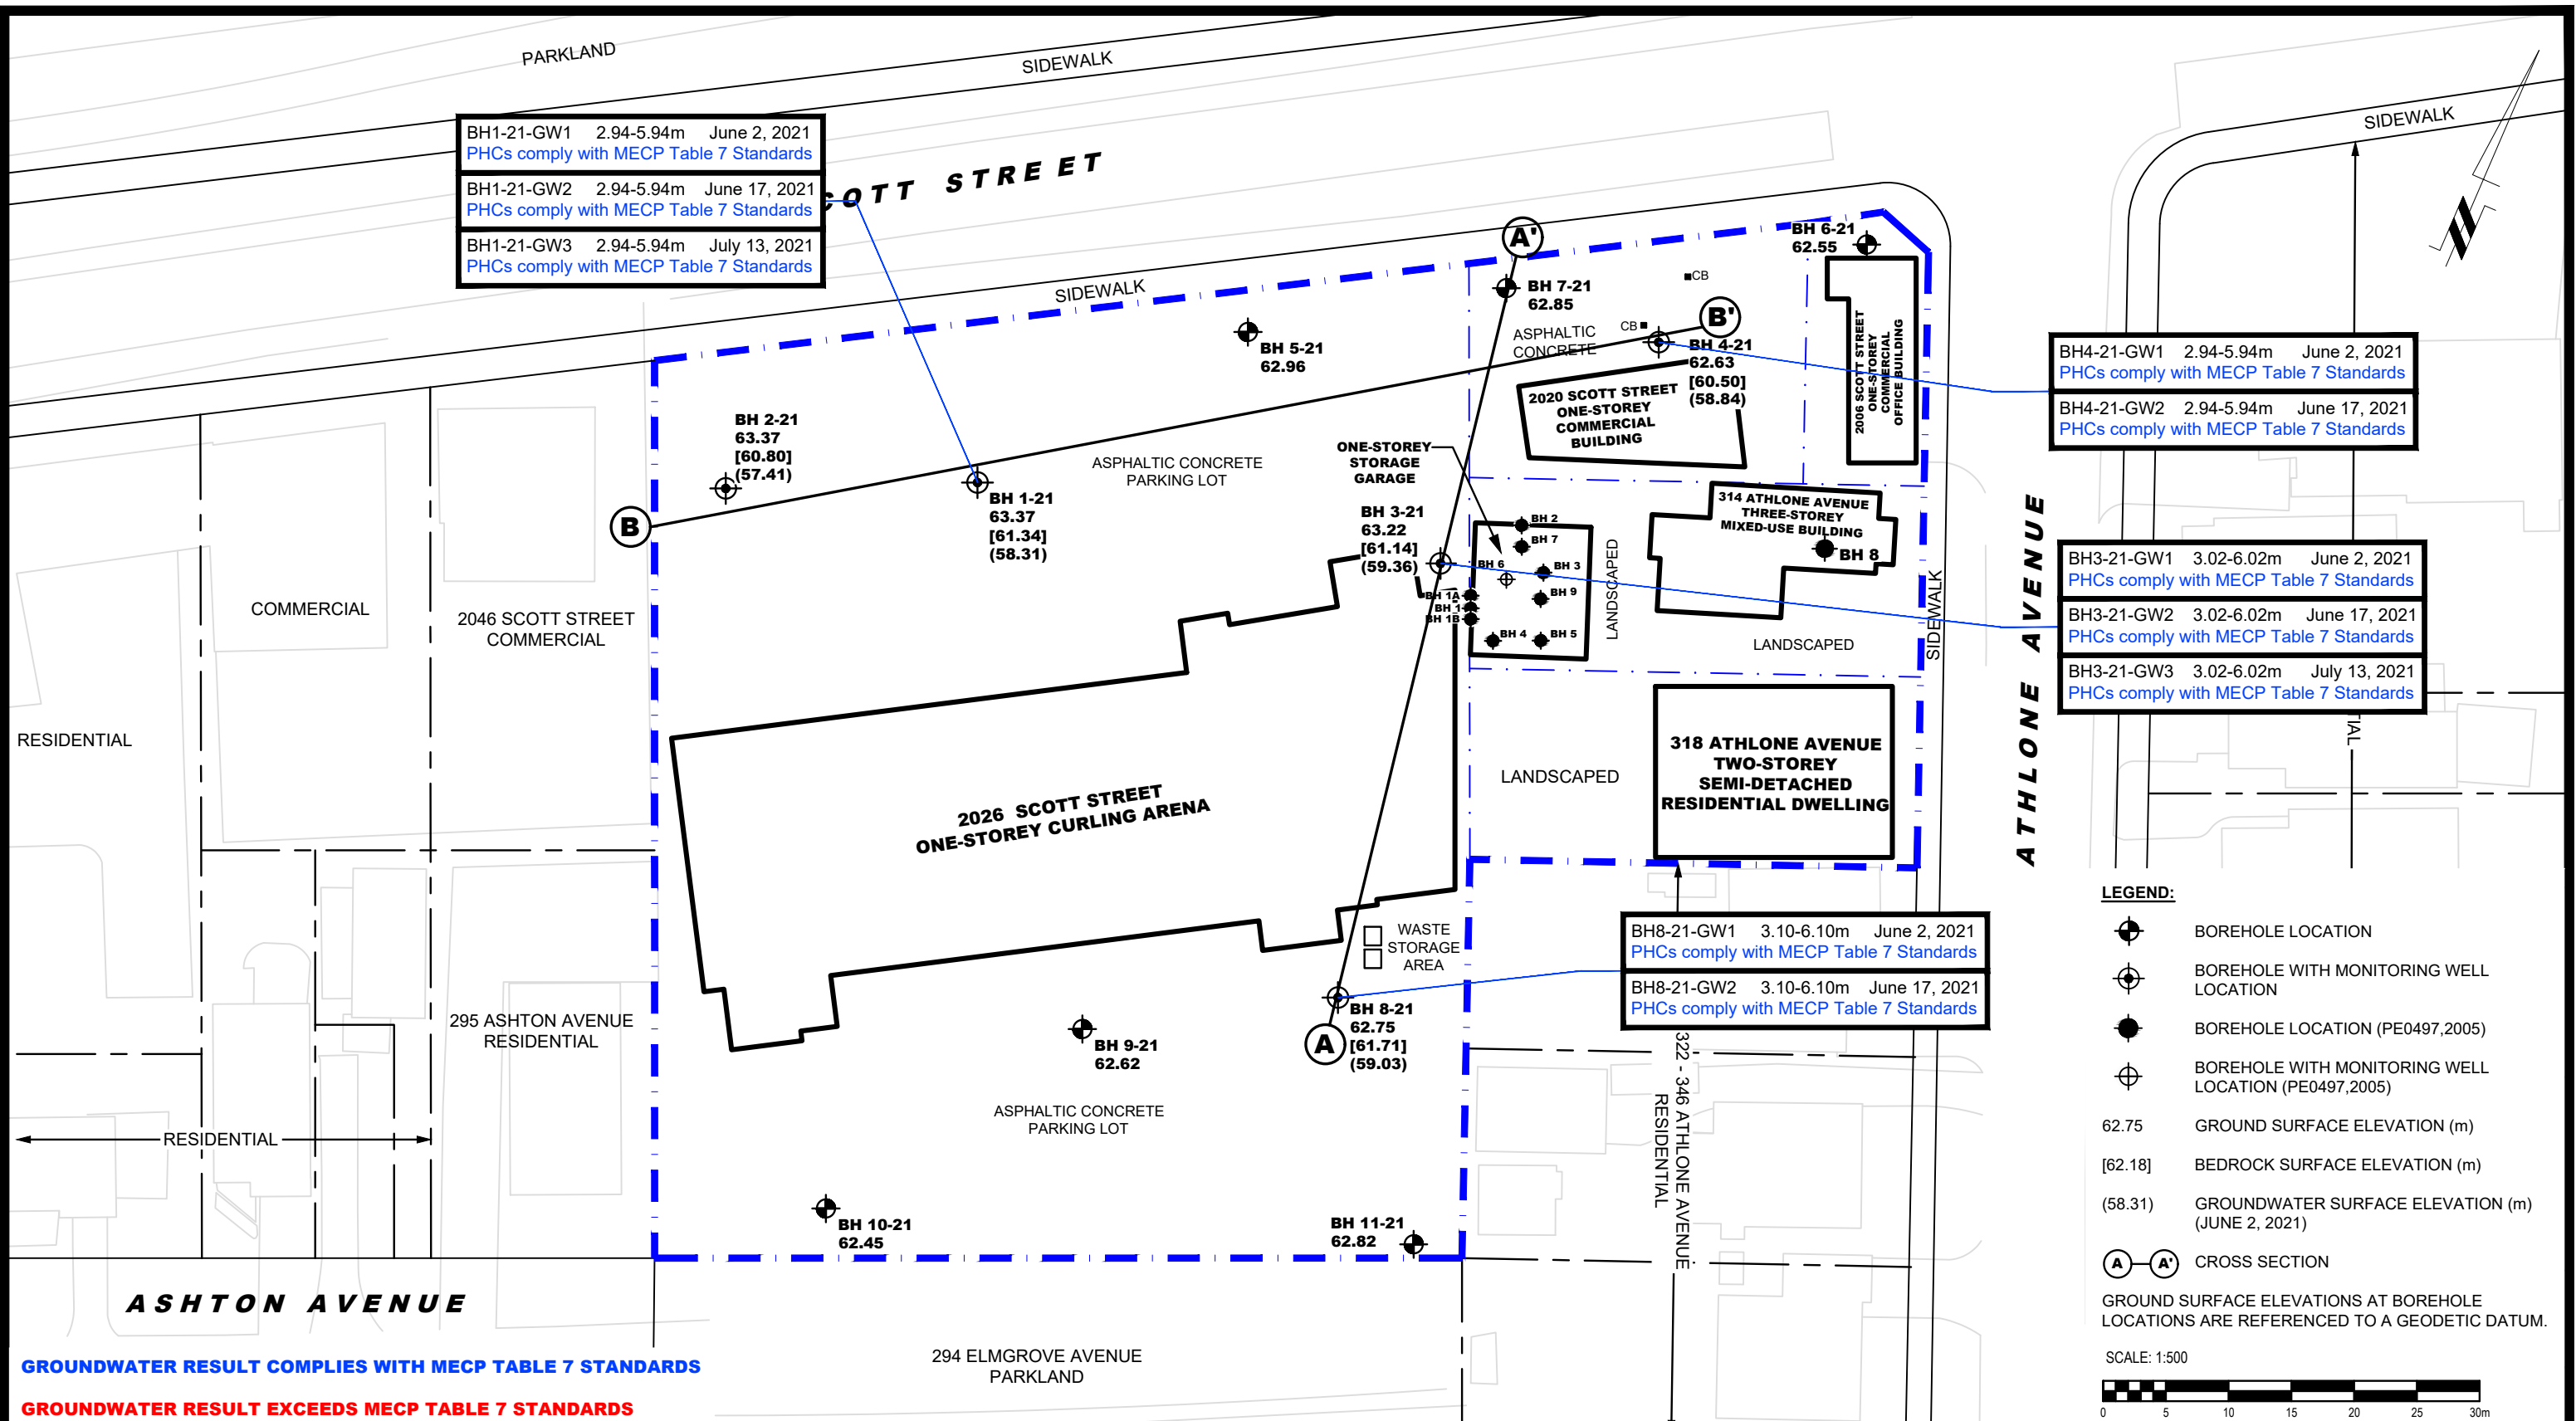 PARKLAND
SIDEWALK
SIDEWALK
BH1-21-GW1 2.94-5.94m June 2, 2021
PHCs comply with MECP Table 7 Standards
BH1-21-GW2 2.94-5.94m June 17, 2021
PHCs comply with MECP Table 7 Standards
BH1-21-GW3 2.94-5.94m July 13, 2021
PHCs comply with MECP Table 7 Standards
COTT STREET
SIDEWALK
A'
BH 6-21
62.55
BH 7-21
62.85
CB
CB
B'
ASPHALTIC
CONCRETE
BH 5-21
62.96
BH 4-21
62.63
[60.50]
(58.84)
2006 SCOTT STREET
ONE-STOREY
COMMERCIAL
OFFICE BUILDING
2020 SCOTT STREET
ONE-STOREY
COMMERCIAL
BUILDING
BH4-21-GW1 2.94-5.94m June 2, 2021
PHCs comply with MECP Table 7 Standards
BH4-21-GW2 2.94-5.94m June 17, 2021
PHCs comply with MECP Table 7 Standards
BH 2-21
63.37
[60.80]
(57.41)
B
BH 1-21
63.37
[61.34]
(58.31)
ASPHALTIC CONCRETE
PARKING LOT
ONE-STOREY
STORAGE
GARAGE
BH 3-21
63.22
[61.14]
(59.36)
BH 2
BH 7
BH 6
BH 3
BH 9
BH 1A
BH 1
BH 1B
BH 4
BH 5
LANDSCAPED
314 ATHLONE AVENUE
THREE-STOREY
MIXED-USE BUILDING
BH 8
LANDSCAPED
SIDEWALK
ATHLONE AVENUE
BH3-21-GW1 3.02-6.02m June 2, 2021
PHCs comply with MECP Table 7 Standards
BH3-21-GW2 3.02-6.02m June 17, 2021
PHCs comply with MECP Table 7 Standards
BH3-21-GW3 3.02-6.02m July 13, 2021
PHCs comply with MECP Table 7 Standards
TIAL
COMMERCIAL
2046 SCOTT STREET
COMMERCIAL
RESIDENTIAL
2026 SCOTT STREET
ONE-STOREY CURLING ARENA
LANDSCAPED
318 ATHLONE AVENUE
TWO-STOREY
SEMI-DETACHED
RESIDENTIAL DWELLING
WASTE
STORAGE
AREA
BH8-21-GW1 3.10-6.10m June 2, 2021
PHCs comply with MECP Table 7 Standards
BH8-21-GW2 3.10-6.10m June 17, 2021
PHCs comply with MECP Table 7 Standards
295 ASHTON AVENUE
RESIDENTIAL
BH 9-21
62.62
BH 8-21
62.75
[61.71]
(59.03)
A
ASPHALTIC CONCRETE
PARKING LOT
322 - 346 ATHLONE AVENUE
RESIDENTIAL
RESIDENTIAL
BH 10-21
62.45
BH 11-21
62.82
ASHTON AVENUE
294 ELMGROVE AVENUE
PARKLAND
GROUNDWATER RESULT COMPLIES WITH MECP TABLE 7 STANDARDS
GROUNDWATER RESULT EXCEEDS MECP TABLE 7 STANDARDS
LEGEND:
BOREHOLE LOCATION
BOREHOLE WITH MONITORING WELL
LOCATION
BOREHOLE LOCATION (PE0497,2005)
BOREHOLE WITH MONITORING WELL
LOCATION (PE0497,2005)
62.75 GROUND SURFACE ELEVATION (m)
[62.18] BEDROCK SURFACE ELEVATION (m)
(58.31) GROUNDWATER SURFACE ELEVATION (m)
(JUNE 2, 2021)
A A' CROSS SECTION
GROUND SURFACE ELEVATIONS AT BOREHOLE
LOCATIONS ARE REFERENCED TO A GEODETIC DATUM.
SCALE: 1:500
0 5 10 15 20 25 30m